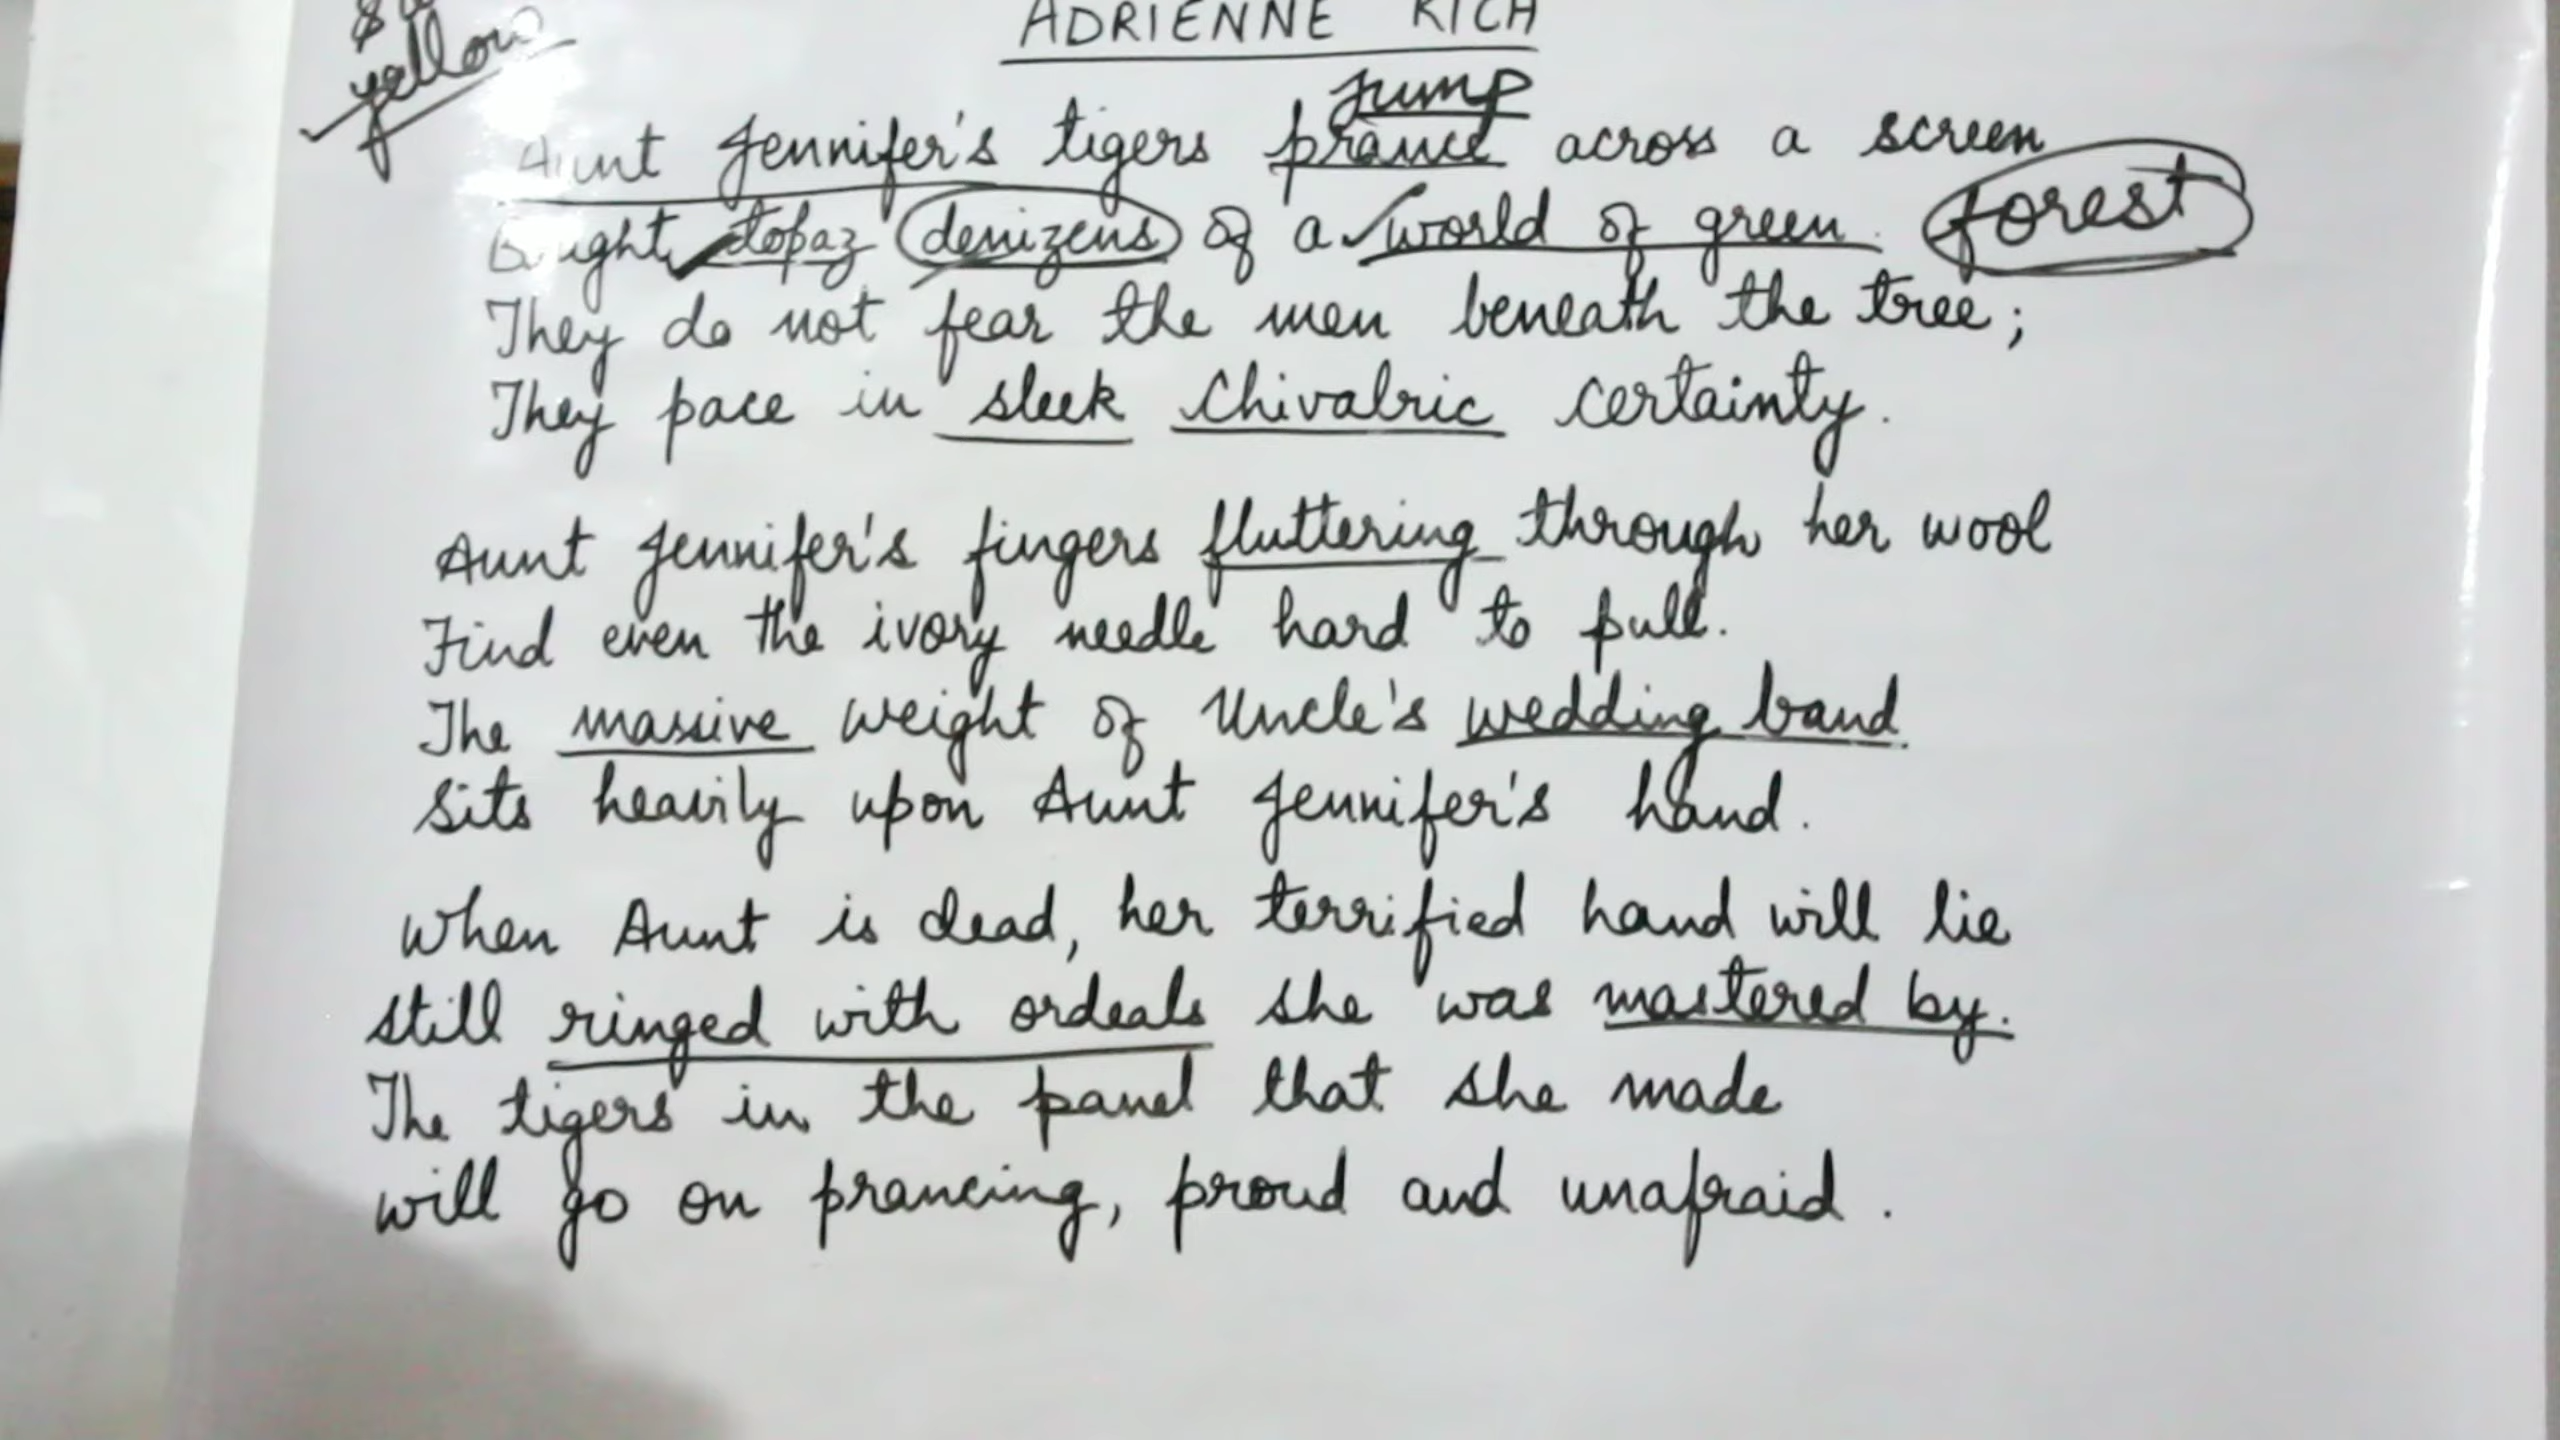 yellow
ADRIENNE RICH
Jump
Aunt Jennifer's tigers prance across a screen
Bright topaz denizens of a world of green. forest
They do not fear the men beneath the tree;
They pace in sleek chivalric certainty.
Aunt Jennifer's fingers fluttering through her wool
Find even the ivory needle hard to pull.
The massive weight of Uncle's wedding band
Sits heavily upon Aunt Jennifer's hand.
When Aunt is dead, her terrified hand will lie
still ringed with ordeals she was mastered by.
The tigers in the panel that she made
will go on prancing, proud and unafraid.